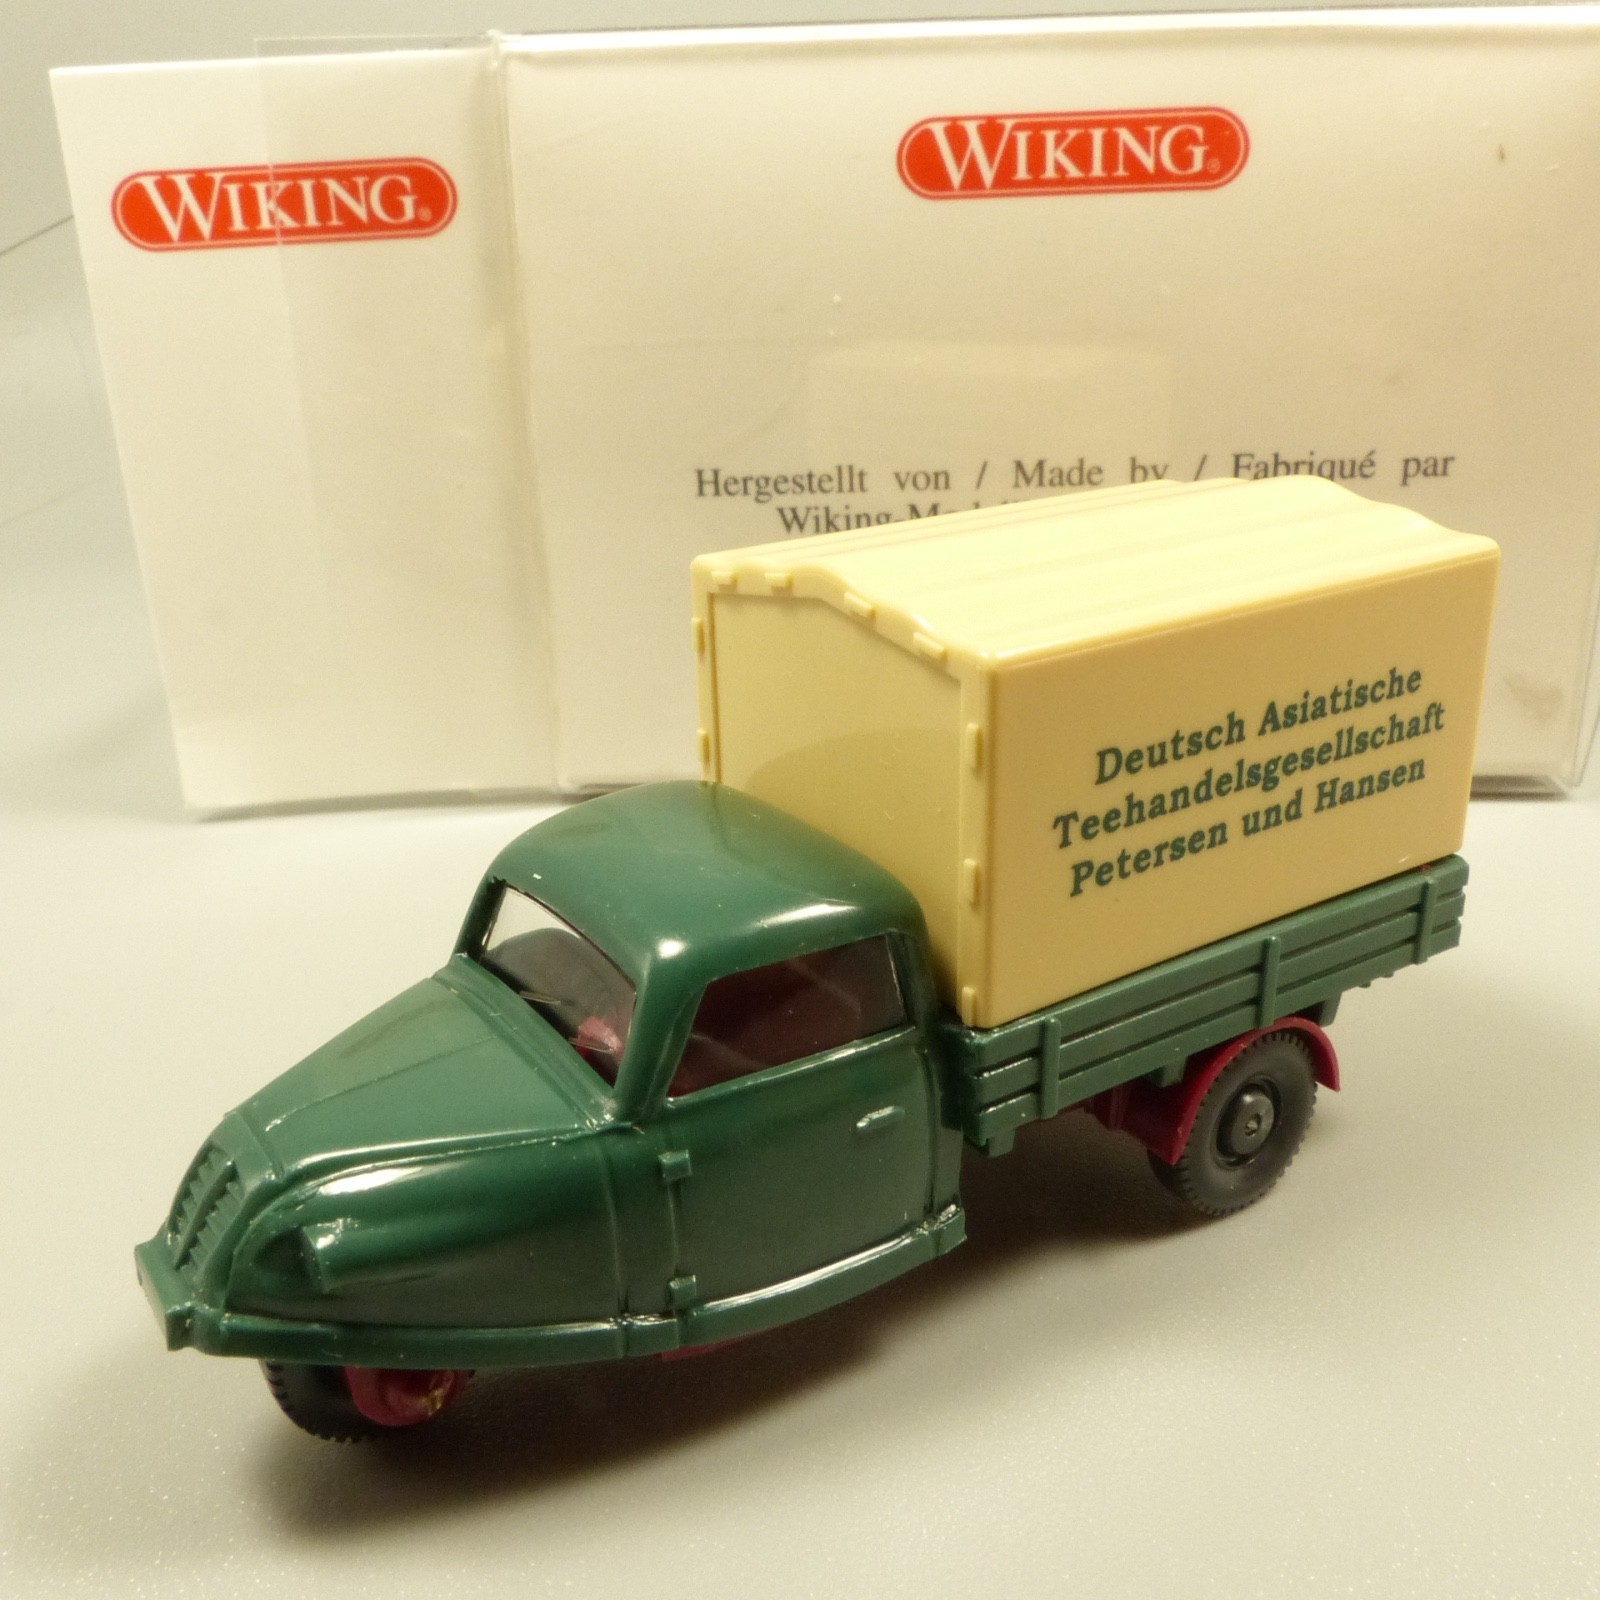 WIKING®
WIKING®
Hergestellt von / Made by / Fabriqué par
Deutsch Asiatische
Teehandelsgesellschaft
Petersen und Hansen